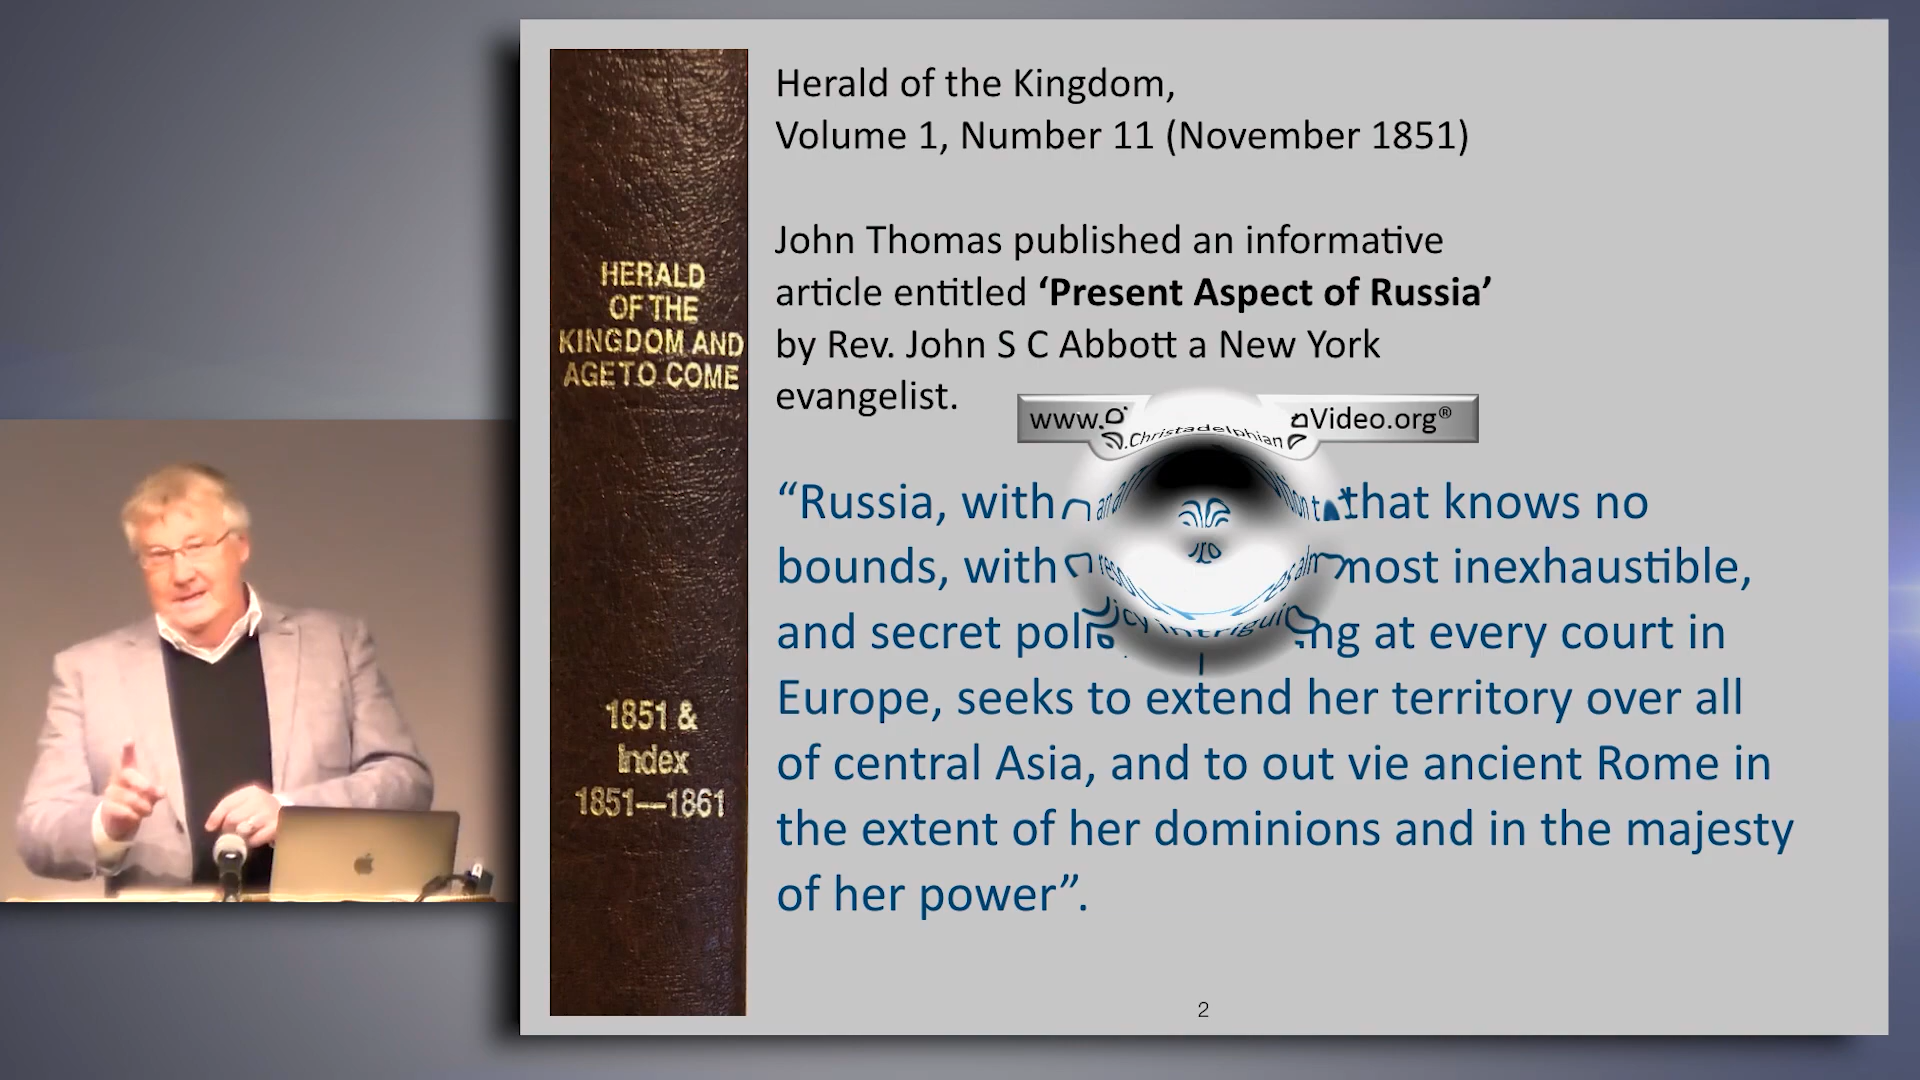 Herald of the Kingdom,
Volume 1, Number 11 (November 1851)
John Thomas published an informative
article entitled ‘Present Aspect of Russia’
by Rev. John S C Abbott a New York
evangelist.
www.ChristadelphianVideo.org®
“Russia, with that knows no
bounds, with most inexhaustible,
and secret policy intriguing at every court in
Europe, seeks to extend her territory over all
of central Asia, and to out vie ancient Rome in
the extent of her dominions and in the majesty
of her power”.
2
HERALD
OF THE
KINGDOM AND
AGE TO COME
1851 &
Index
1851—1861